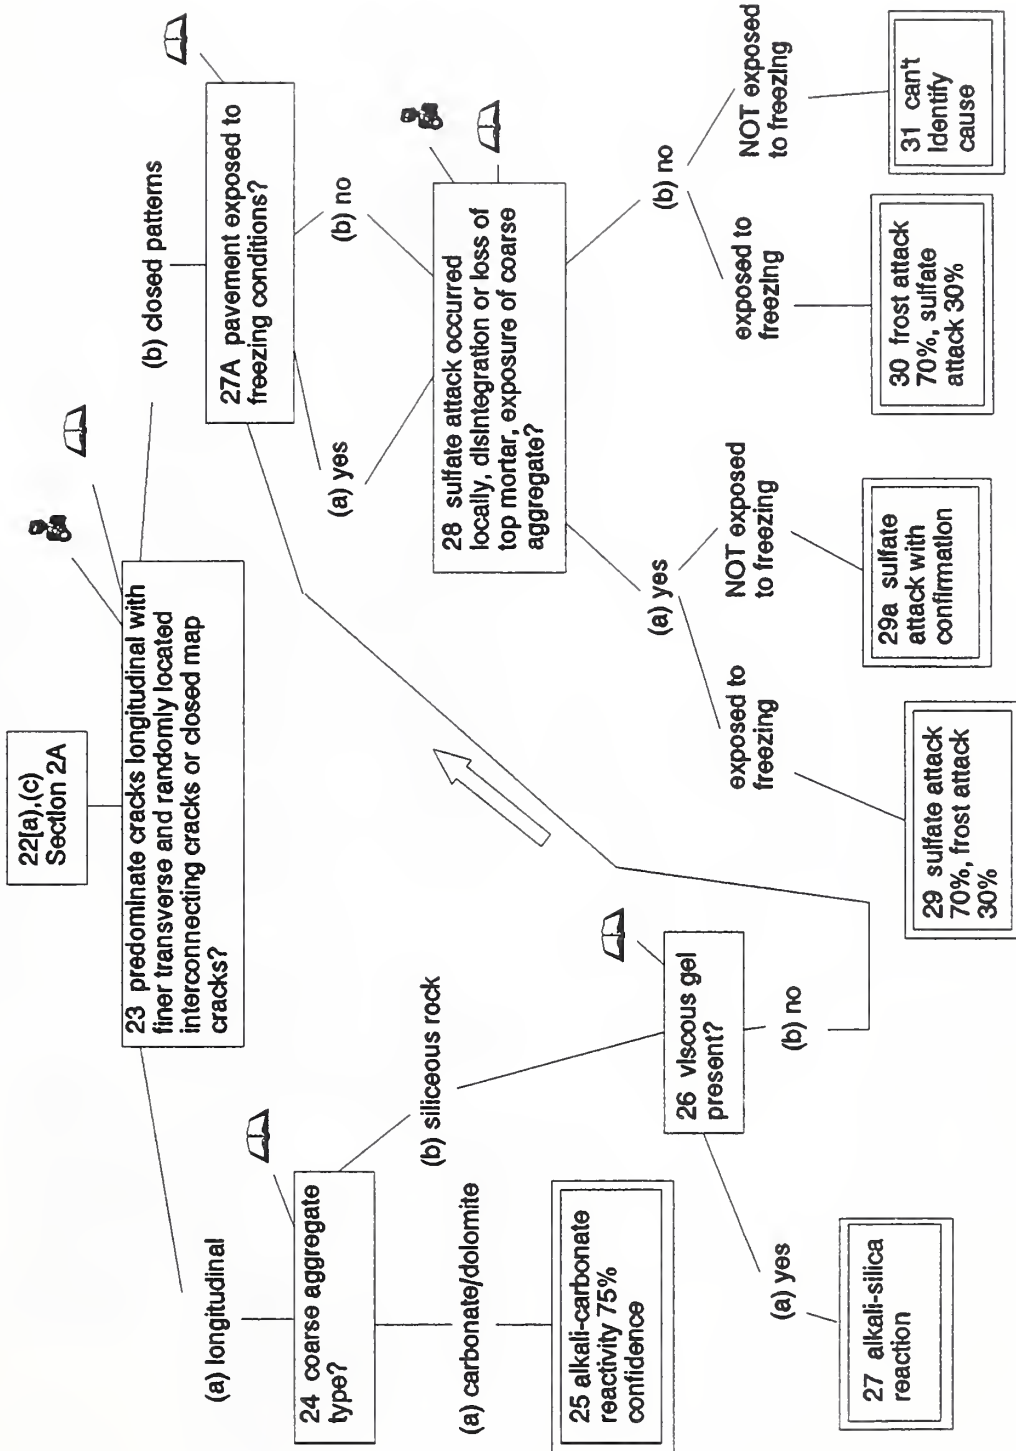 22[a),(c)
Section 2A
23 predominate cracks longitudinal with
finer transverse and randomly located
interconnecting cracks or closed map
cracks?
(a) longitudinal
(b) closed patterns
24 coarse aggregate
type?
27A pavement exposed to
freezing conditions?
(a) carbonate/dolomite
(b) siliceous rock
(a) yes
(b) no
25 alkali-carbonate
reactivity 75%
confidence
26 viscous gel
present?
28 sulfate attack occurred
locally, disintegration or loss of
top mortar, exposure of coarse
aggregate?
(a) yes
(b) no
(a) yes
(b) no
27 alkali-silica
reaction
exposed to
freezing
NOT exposed
to freezing
exposed to
freezing
NOT exposed
to freezing
29 sulfate attack
70%, frost attack
30%
29a sulfate
attack with
confirmation
30 frost attack
70%, sulfate
attack 30%
31 can't
identify
cause